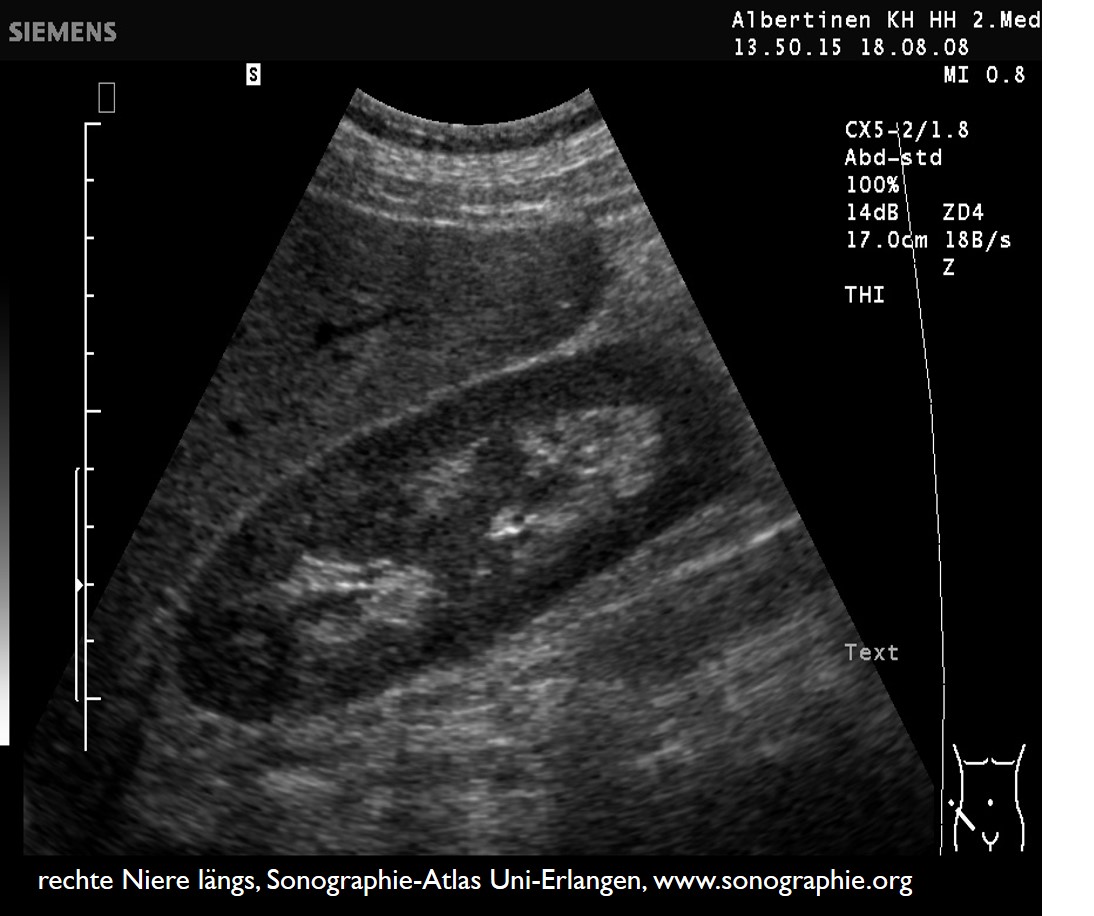 SIEMENS
Albertinen KH HH 2.Med
13.50.15 18.08.08
MI 0.8
S
CX5-2/1.8
Abd-std
100%
14dB ZD4
17.0cm 18B/s
Z
THI
Text
rechte Niere längs, Sonographie-Atlas Uni-Erlangen, www.sonographie.org